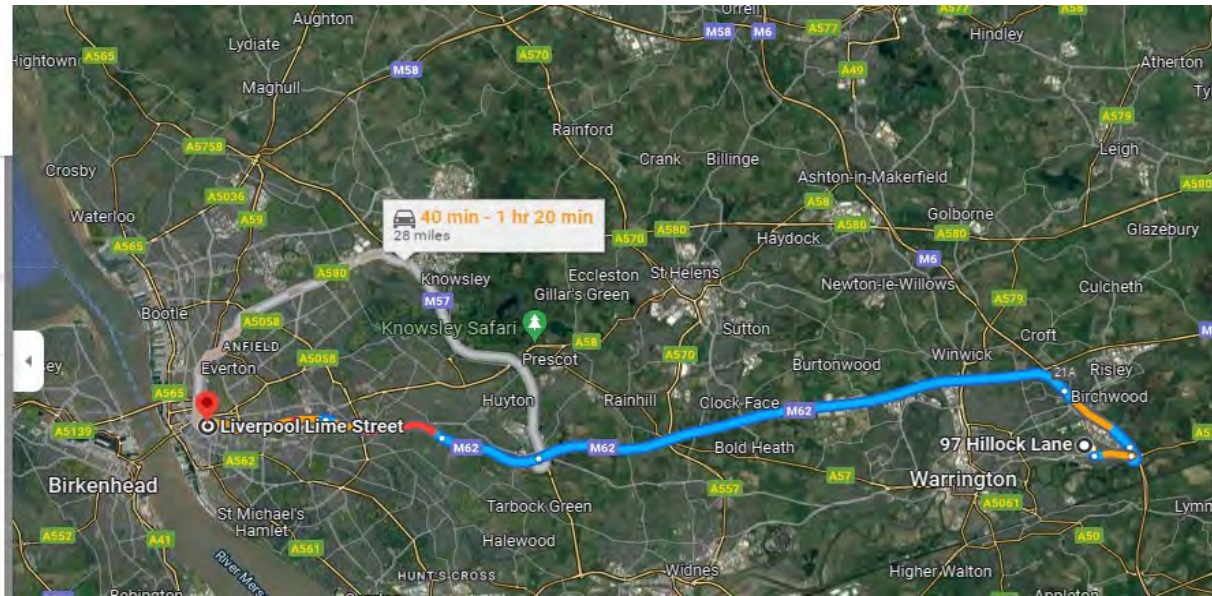 Aughton
Orrell
A577
A58
M58
M6
A577
Hindley
Lydiate
A570
Hightown
A565
M58
A49
Atherton
Maghull
A579
Rainford
A5758
Leigh
Crank
Billinge
Crosby
Ashton-in-Makerfield
A5036
A580
40 min - 1 hr 20 min
28 miles
A58
A59
Golborne
Waterloo
A570
A580
A580
A580
Glazebury
A565
Haydock
A580
Knowsley
Eccleston
St Helens
M6
Gillar's Green
Newton-le-Willows
Culcheth
M57
A579
Bootle
A5058
Knowsley Safari
Sutton
Croft
ANFIELD
A58
A5058
Prescot
A570
Burtonwood
Winwick
Everton
21A
Risley
A565
Huyton
Rainhill
Clock Face
M62
Birchwood
Liverpool Lime Street
A5139
M62
M62
Bold Heath
97 Hillock Lane
A562
A57
Birkenhead
Warrington
A557
St Michael's
Hamlet
Tarbock Green
A5061
A552
A41
A561
Halewood
A50
River Mers
HUNT'S CROSS
Widnes
Higher Walton